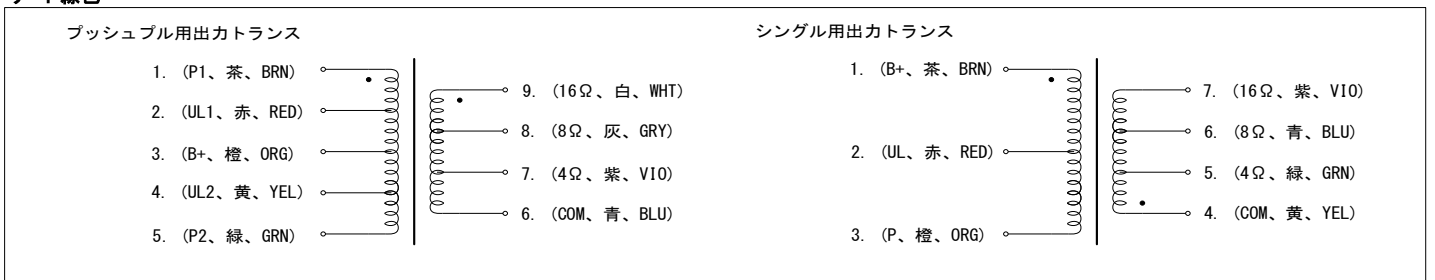 プッシュプル用出力トランス
1. (P1、茶、BRN)
2. (UL1、赤、RED)
3. (B+、橙、ORG)
4. (UL2、黄、YEL)
5. (P2、緑、GRN)
9. (16Ω、白、WHT)
8. (8Ω、灰、GRY)
7. (4Ω、紫、VIO)
6. (COM、青、BLU)
シングル用出力トランス
1. (B+、茶、BRN)
2. (UL、赤、RED)
3. (P、橙、ORG)
7. (16Ω、紫、VIO)
6. (8Ω、青、BLU)
5. (4Ω、緑、GRN)
4. (COM、黄、YEL)